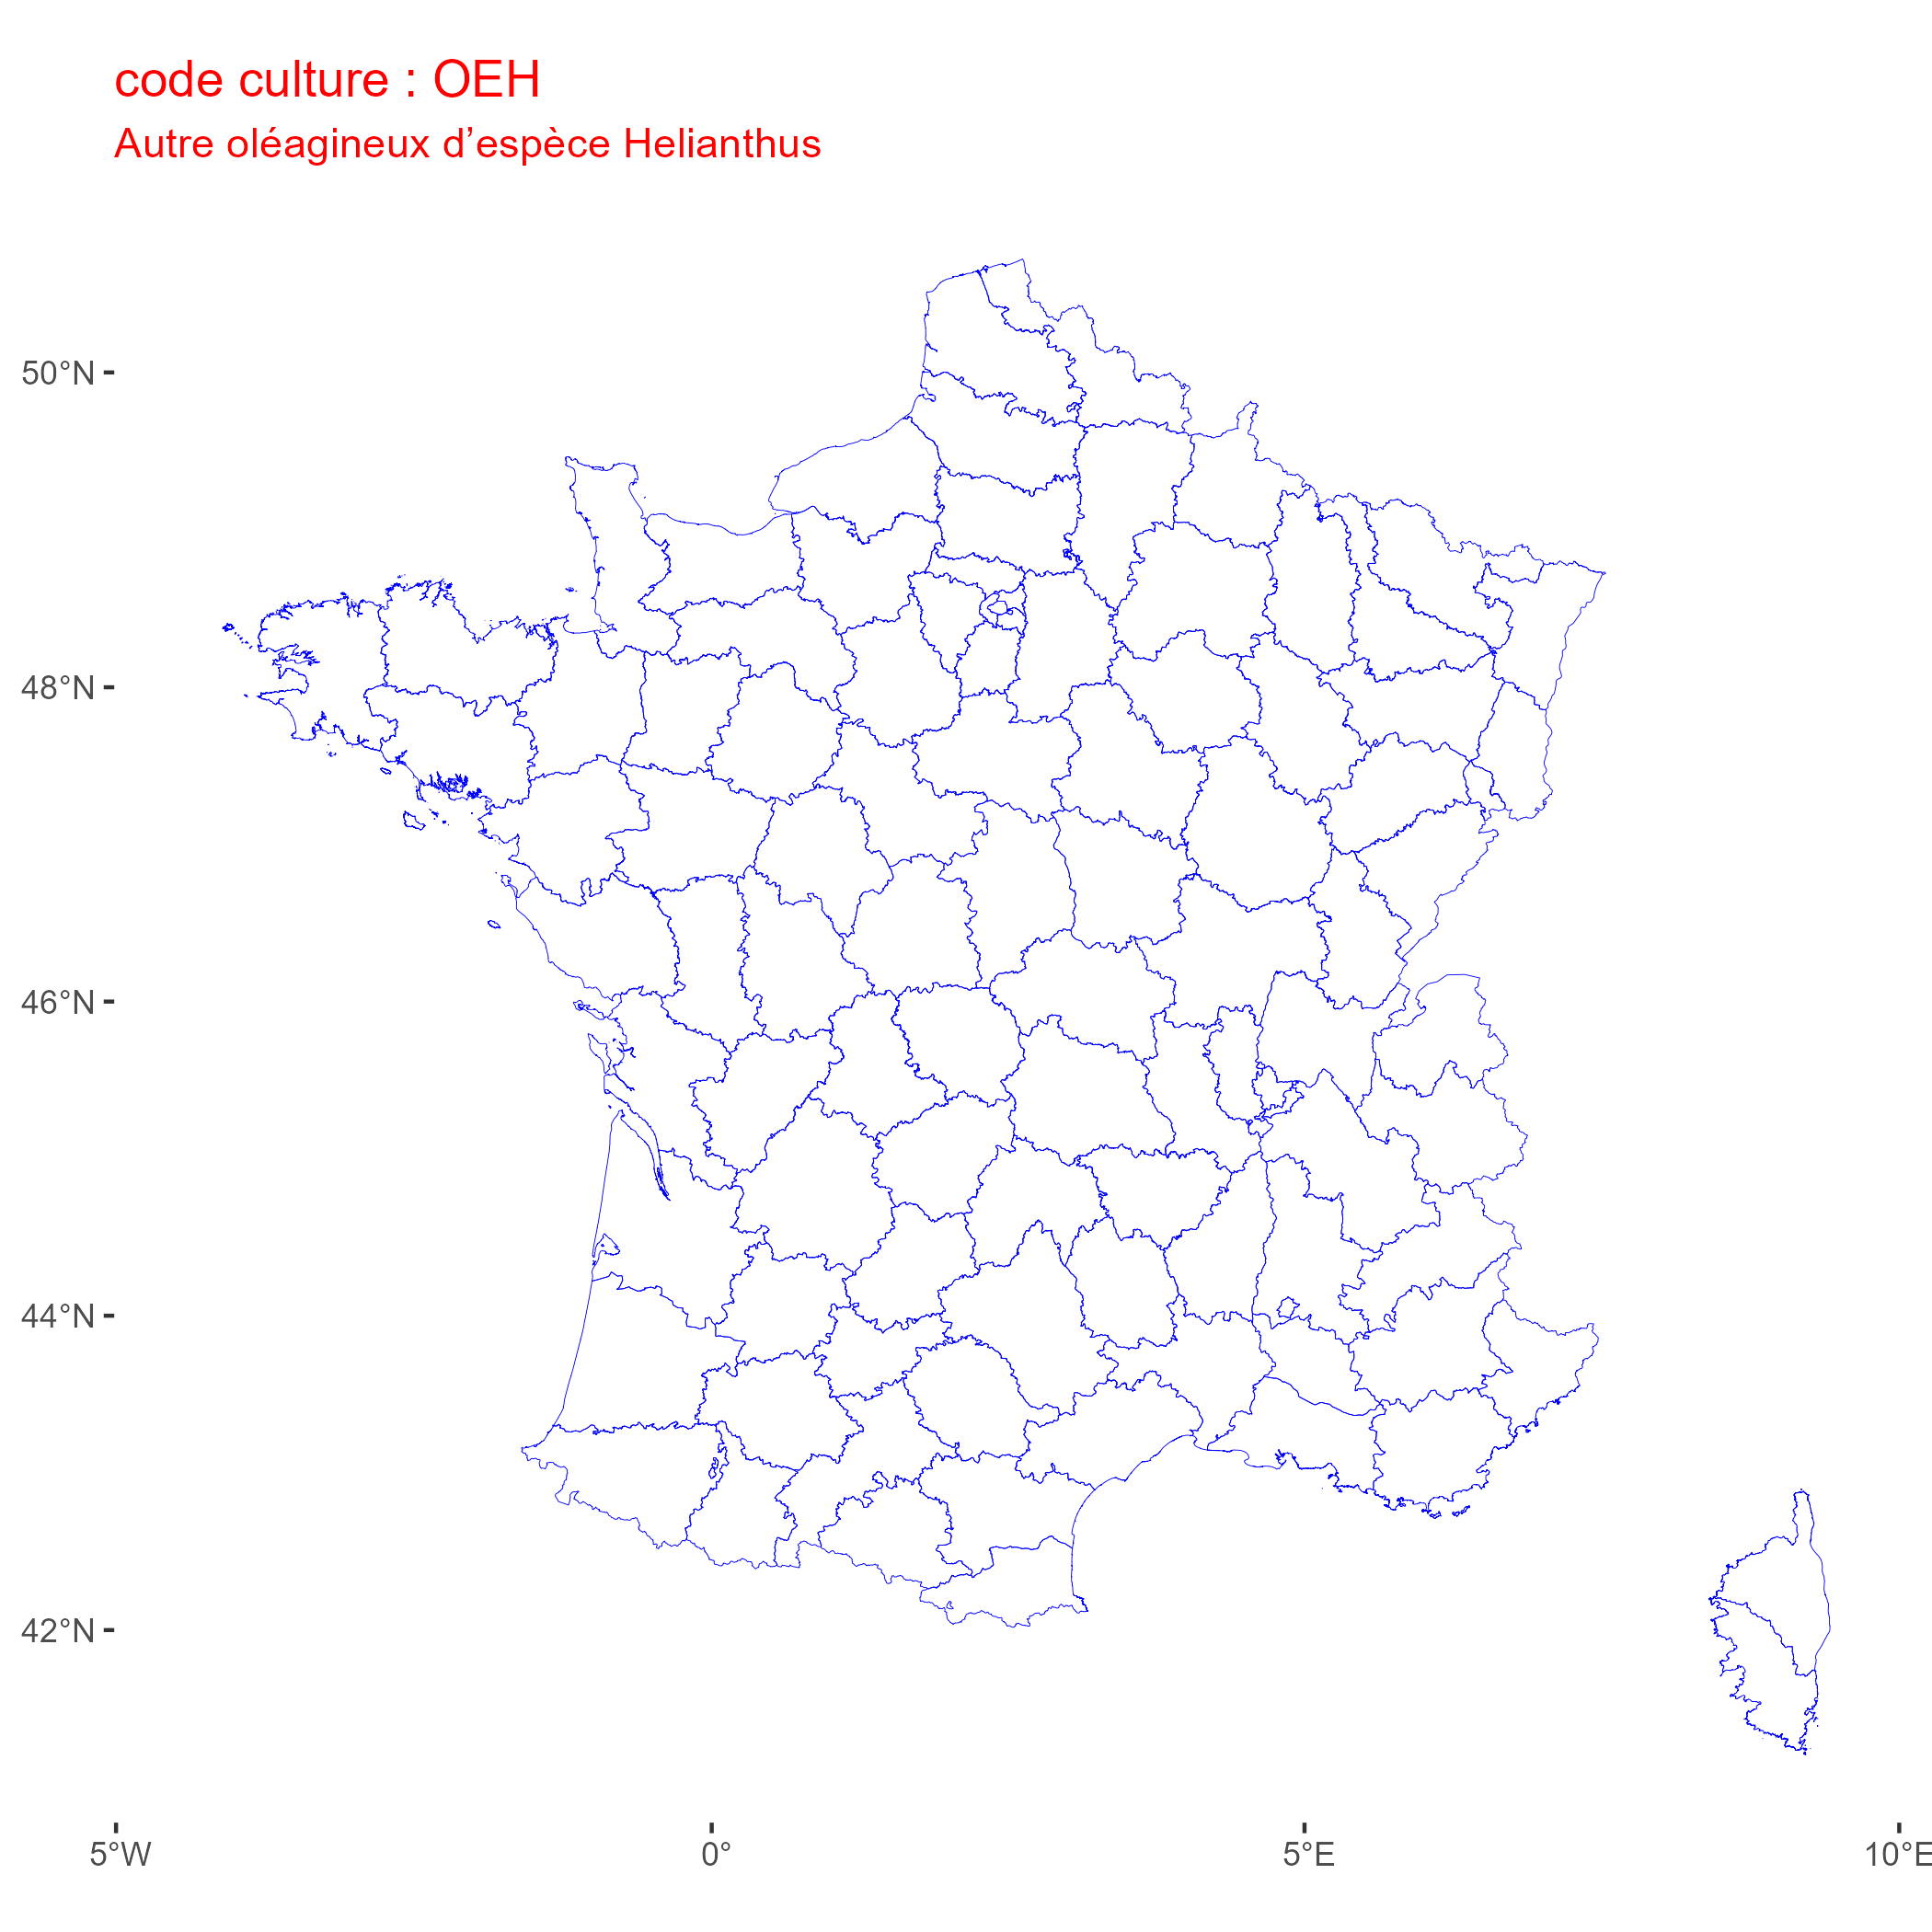 code culture : OEH
Autre oléagineux d’espèce Helianthus
50°N
48°N
46°N
44°N
42°N
5°W 0° 5°E 10°E